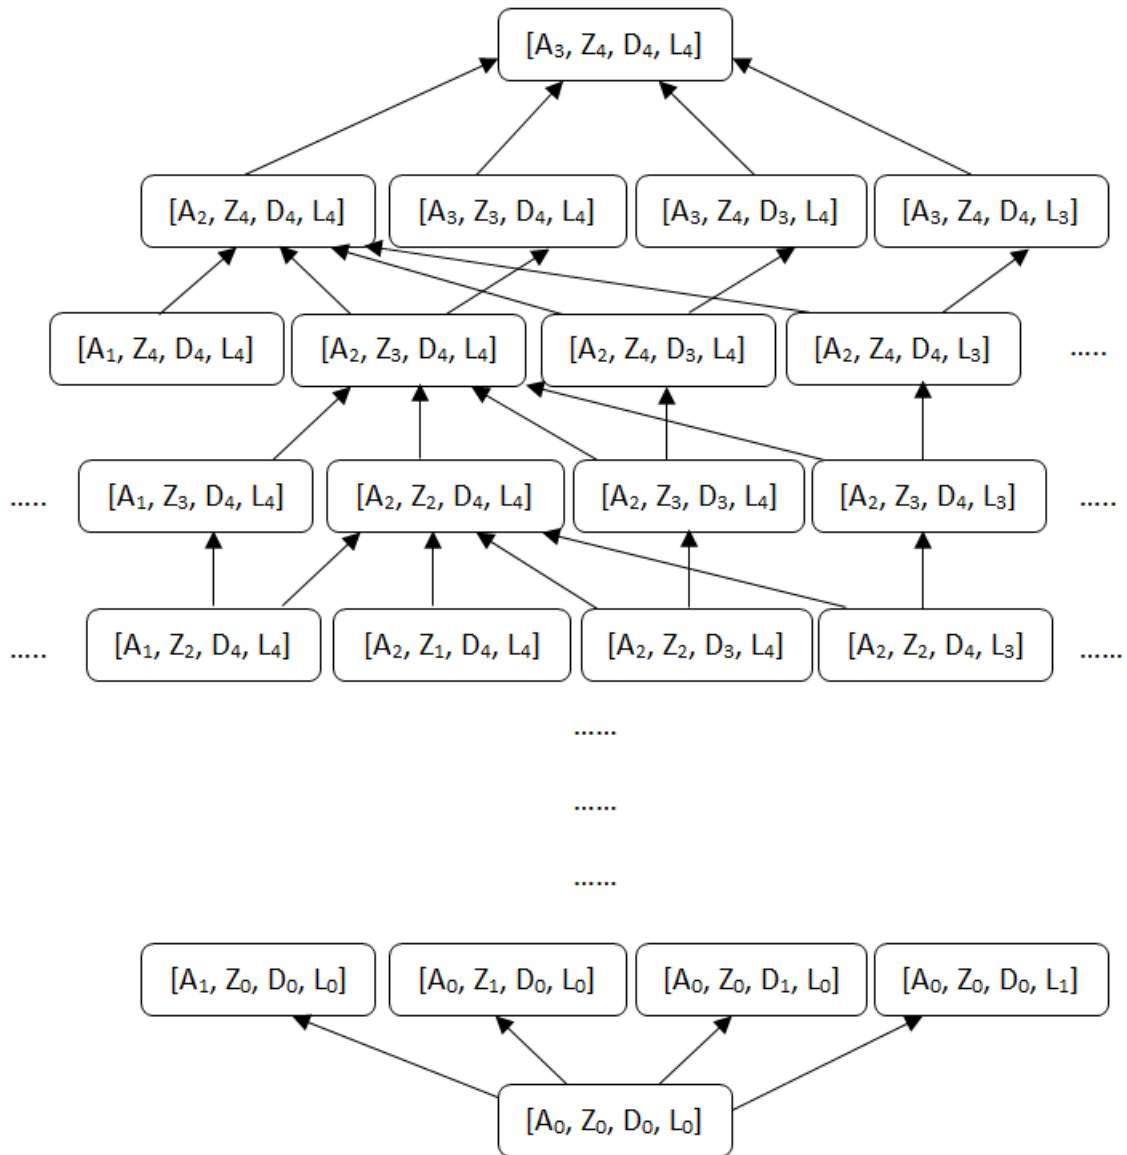 [A₃, Z₄, D₄, L₄]
[A₂, Z₄, D₄, L₄] [A₃, Z₃, D₄, L₄] [A₃, Z₄, D₃, L₄] [A₃, Z₄, D₄, L₃]
[A₁, Z₄, D₄, L₄] [A₂, Z₃, D₄, L₄] [A₂, Z₄, D₃, L₄] [A₂, Z₄, D₄, L₃] .....
..... [A₁, Z₃, D₄, L₄] [A₂, Z₂, D₄, L₄] [A₂, Z₃, D₃, L₄] [A₂, Z₃, D₄, L₃] .....
..... [A₁, Z₂, D₄, L₄] [A₂, Z₁, D₄, L₄] [A₂, Z₂, D₃, L₄] [A₂, Z₂, D₄, L₃] ......
......
......
......
[A₁, Z₀, D₀, L₀] [A₀, Z₁, D₀, L₀] [A₀, Z₀, D₁, L₀] [A₀, Z₀, D₀, L₁]
[A₀, Z₀, D₀, L₀]